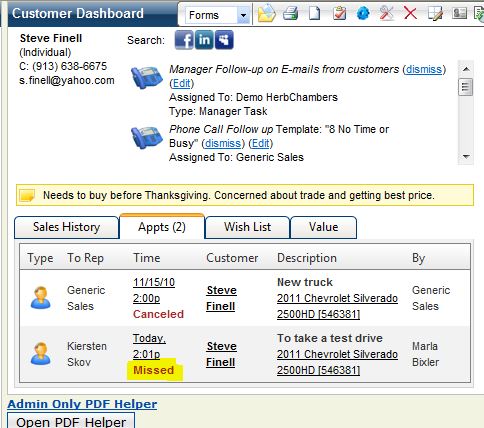 Customer Dashboard
Forms
Steve Finell
(Individual)
C: (913) 638-6675
s.finell@yahoo.com
Search: f in
Manager Follow-up on E-mails from customers (dismiss)
(Edit)
Assigned To: Demo HerbChambers
Type: Manager Task
Phone Call Follow up Template: "8 No Time or
Busy" (dismiss) (Edit)
Assigned To: Generic Sales
Needs to buy before Thanksgiving. Concerned about trade and getting best price.
Sales History Appts (2) Wish List Value
Type To Rep Time Customer Description By
Generic Sales
11/15/10
2:00p
Canceled
Steve
Finell
New truck
2011 Chevrolet Silverado
2500HD [546381]
Generic
Sales
Kiersten
Skov
Today,
2:01p
Missed
Steve
Finell
To take a test drive
2011 Chevrolet Silverado
2500HD [546381]
Marla
Bixler
Admin Only PDF Helper
Open PDF Helper